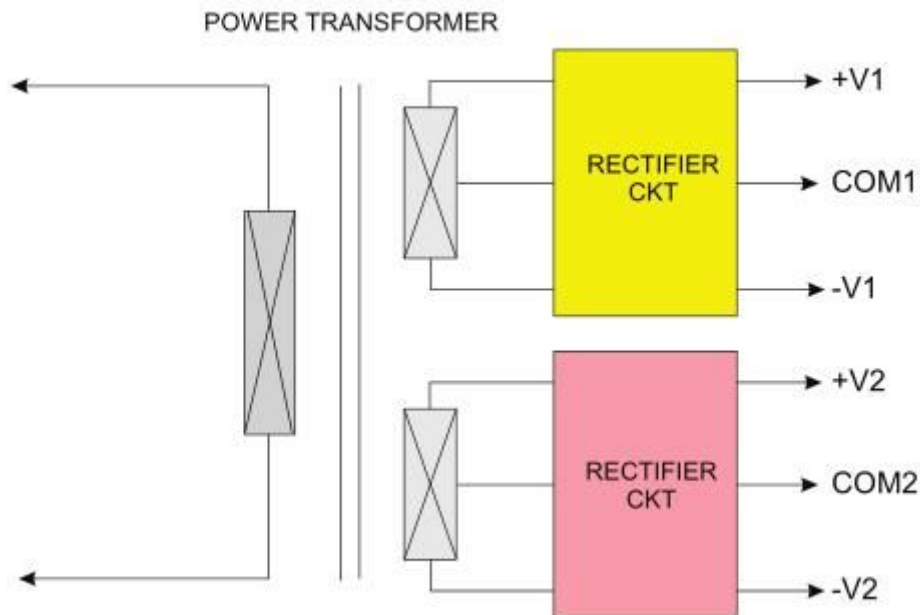 POWER TRANSFORMER
+V1
RECTIFIER
CKT
COM1
-V1
+V2
RECTIFIER
CKT
COM2
-V2